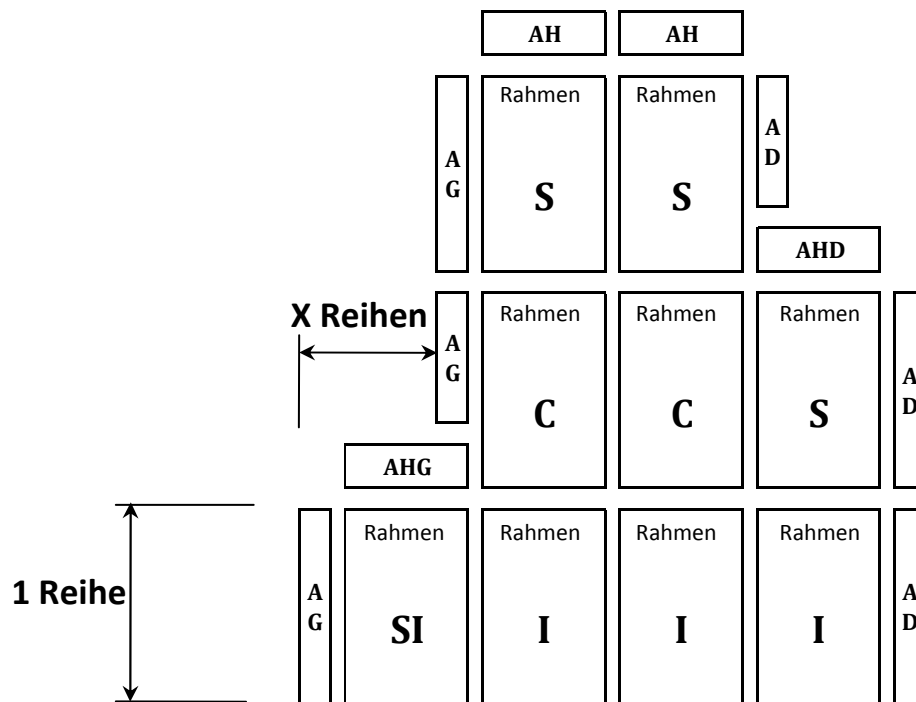 AH AH
Rahmen Rahmen
A
G
S S
A
D
AHD
X Reihen
Rahmen Rahmen Rahmen
A
G
C C S
A
D
AHG
Rahmen Rahmen Rahmen Rahmen
1 Reihe
A
G
SI I I I
A
D